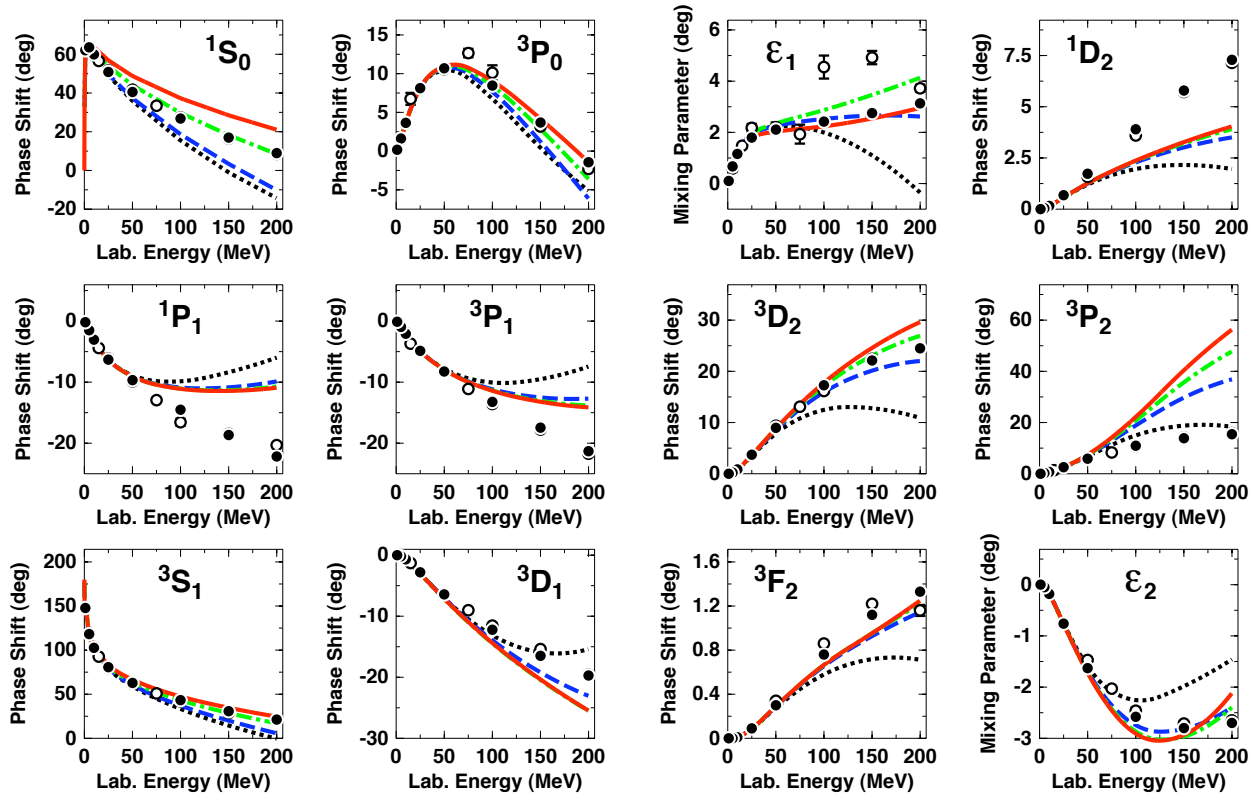 ¹S₀
Phase Shift (deg)
60
40
20
0
-20
0 50 100 150 200
Lab. Energy (MeV)
³P₀
Phase Shift (deg)
15
10
5
0
-5
0 50 100 150 200
Lab. Energy (MeV)
ε₁
Mixing Parameter (deg)
6
4
2
0
0 50 100 150 200
Lab. Energy (MeV)
¹D₂
Phase Shift (deg)
7.5
5
2.5
0
0 50 100 150 200
Lab. Energy (MeV)
¹P₁
Phase Shift (deg)
0
-10
-20
0 50 100 150 200
Lab. Energy (MeV)
³P₁
Phase Shift (deg)
0
-10
-20
0 50 100 150 200
Lab. Energy (MeV)
³D₂
Phase Shift (deg)
30
20
10
0
0 50 100 150 200
Lab. Energy (MeV)
³P₂
Phase Shift (deg)
60
40
20
0
0 50 100 150 200
Lab. Energy (MeV)
³S₁
Phase Shift (deg)
200
150
100
50
0
0 50 100 150 200
Lab. Energy (MeV)
³D₁
Phase Shift (deg)
0
-10
-20
-30
0 50 100 150 200
Lab. Energy (MeV)
³F₂
Phase Shift (deg)
1.6
1.2
0.8
0.4
0
0 50 100 150 200
Lab. Energy (MeV)
ε₂
Mixing Parameter (deg)
0
-1
-2
-3
0 50 100 150 200
Lab. Energy (MeV)